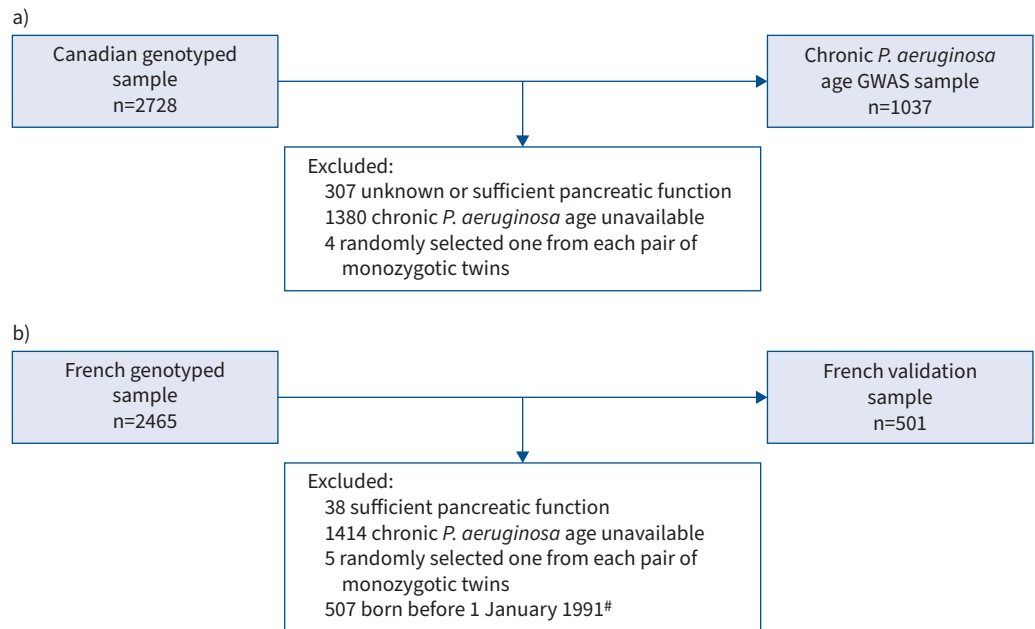 a)
Canadian genotyped
sample
n=2728
Chronic P. aeruginosa
age GWAS sample
n=1037
Excluded:
307 unknown or sufficient pancreatic function
1380 chronic P. aeruginosa age unavailable
4 randomly selected one from each pair of
monozygotic twins
b)
French genotyped
sample
n=2465
French validation
sample
n=501
Excluded:
38 sufficient pancreatic function
1414 chronic P. aeruginosa age unavailable
5 randomly selected one from each pair of
monozygotic twins
507 born before 1 January 1991#